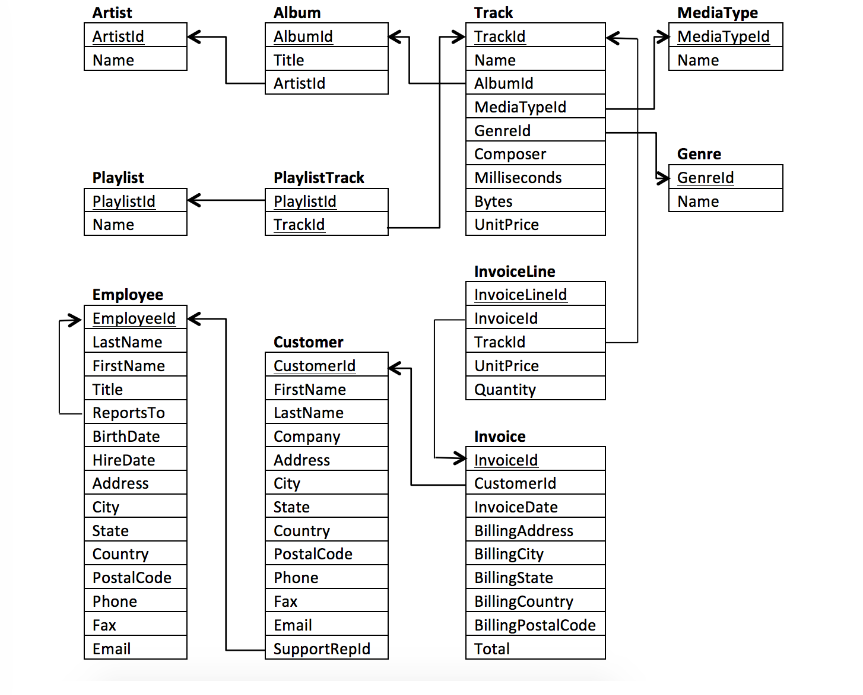 Artist
ArtistId
Name
Album
AlbumId
Title
ArtistId
Track
TrackId
Name
AlbumId
MediaTypeId
GenreId
Composer
Milliseconds
Bytes
UnitPrice
MediaType
MediaTypeId
Name
Genre
GenreId
Name
Playlist
PlaylistId
Name
PlaylistTrack
PlaylistId
TrackId
Employee
EmployeeId
LastName
FirstName
Title
ReportsTo
BirthDate
HireDate
Address
City
State
Country
PostalCode
Phone
Fax
Email
Customer
CustomerId
FirstName
LastName
Company
Address
City
State
Country
PostalCode
Phone
Fax
Email
SupportRepId
InvoiceLine
InvoiceLineId
InvoiceId
TrackId
UnitPrice
Quantity
Invoice
InvoiceId
CustomerId
InvoiceDate
BillingAddress
BillingCity
BillingState
BillingCountry
BillingPostalCode
Total